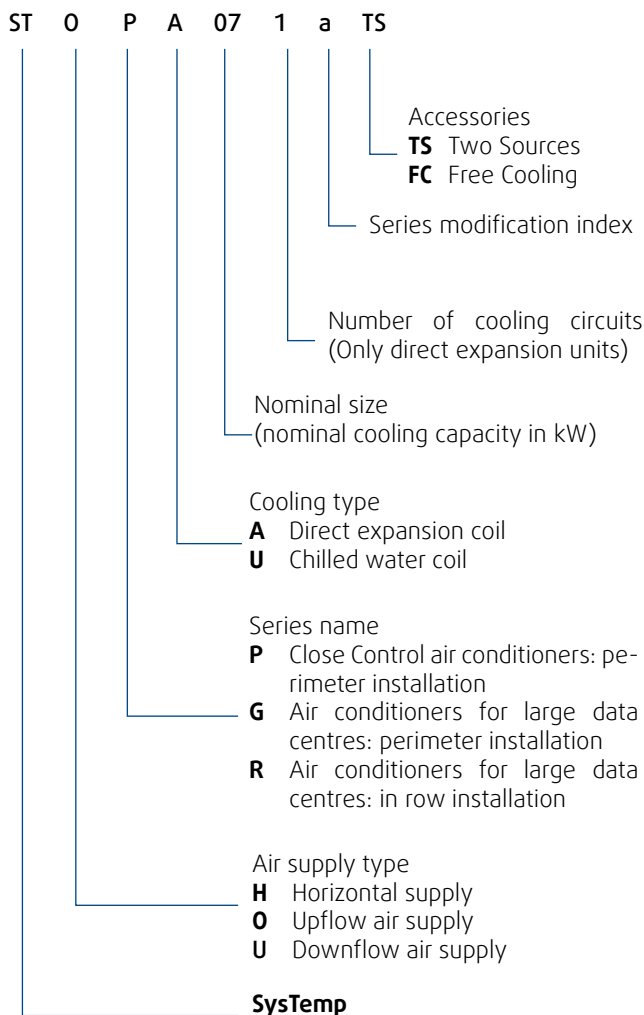 ST O P A 07 1 a TS
Accessories
TS Two Sources
FC Free Cooling
Series modification index
Number of cooling circuits
(Only direct expansion units)
Nominal size
(nominal cooling capacity in kW)
Cooling type
A Direct expansion coil
U Chilled water coil
Series name
P Close Control air conditioners: pe-
rimeter installation
G Air conditioners for large data
centres: perimeter installation
R Air conditioners for large data
centres: in row installation
Air supply type
H Horizontal supply
O Upflow air supply
U Downflow air supply
SysTemp